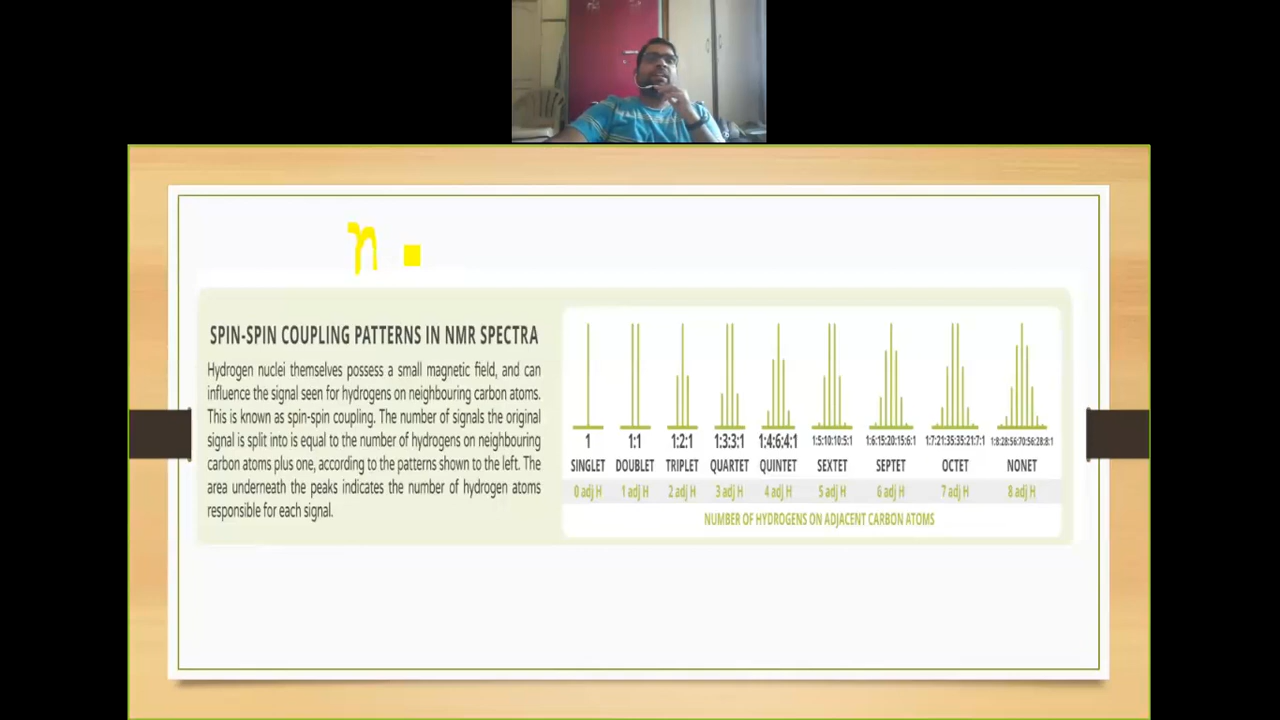 n
SPIN-SPIN COUPLING PATTERNS IN NMR SPECTRA
Hydrogen nuclei themselves possess a small magnetic field, and can
influence the signal seen for hydrogens on neighbouring carbon atoms.
This is known as spin-spin coupling. The number of signals the original
signal is split into is equal to the number of hydrogens on neighbouring
carbon atoms plus one, according to the patterns shown to the left. The
area underneath the peaks indicates the number of hydrogen atoms
responsible for each signal.
1 1:1 1:2:1 1:3:3:1 1:4:6:4:1 1:5:10:10:5:1 1:6:15:20:15:6:1 1:7:21:35:35:21:7:1 1:8:28:56:70:56:28:8:1
SINGLET DOUBLET TRIPLET QUARTET QUINTET SEXTET SEPTET OCTET NONET
0 adj H 1 adj H 2 adj H 3 adj H 4 adj H 5 adj H 6 adj H 7 adj H 8 adj H
NUMBER OF HYDROGENS ON ADJACENT CARBON ATOMS